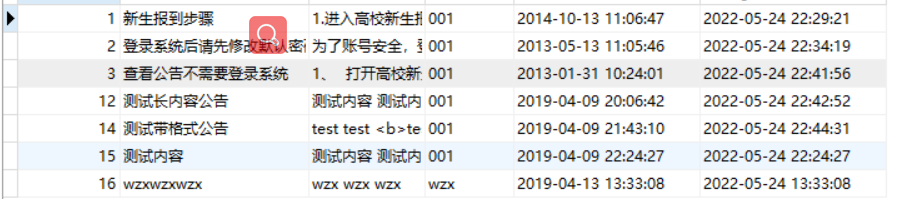 1 新生报到步骤 1.进入高校新生报 001 2014-10-13 11:06:47 2022-05-24 22:29:21
2 登录系统后请先修改默认密 为了账号安全，登 001 2013-05-13 11:05:46 2022-05-24 22:34:19
3 查看公告不需要登录系统 1、 打开高校新 001 2013-01-31 10:24:01 2022-05-24 22:41:56
12 测试长内容公告 测试内容 测试内 001 2019-04-09 20:06:42 2022-05-24 22:42:52
14 测试带格式公告 test test <b>te 001 2019-04-09 21:43:10 2022-05-24 22:44:31
15 测试内容 测试内容 测试内 001 2019-04-09 22:24:27 2022-05-24 22:24:27
16 wzxwzxwzx wzx wzx wzx wzx 2019-04-13 13:33:08 2022-05-24 13:33:08